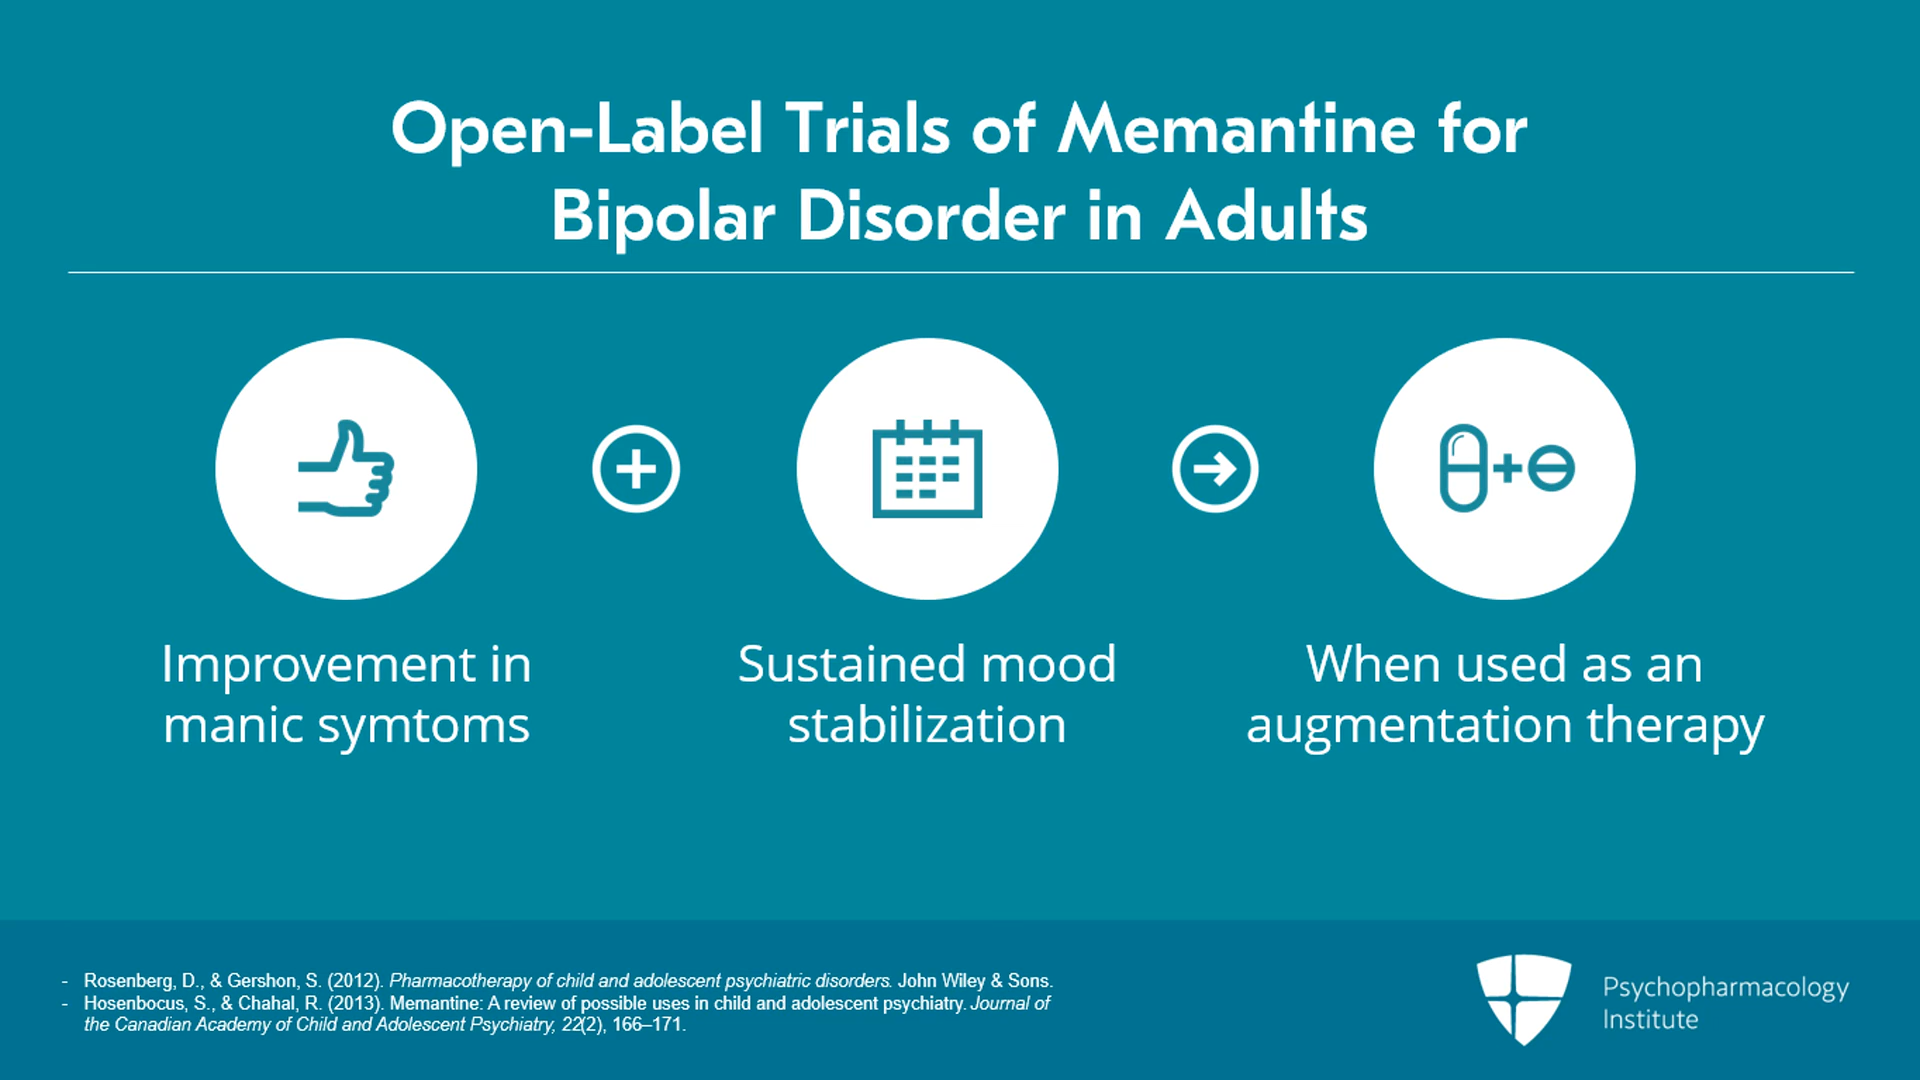 Open-Label Trials of Memantine for
Bipolar Disorder in Adults
Improvement in
manic symtoms
Sustained mood
stabilization
When used as an
augmentation therapy
- Rosenberg, D., & Gershon, S. (2012). Pharmacotherapy of child and adolescent psychiatric disorders. John Wiley & Sons.
- Hosenbocus, S., & Chahal, R. (2013). Memantine: A review of possible uses in child and adolescent psychiatry. Journal of
the Canadian Academy of Child and Adolescent Psychiatry, 22(2), 166–171.
Psychopharmacology
Institute